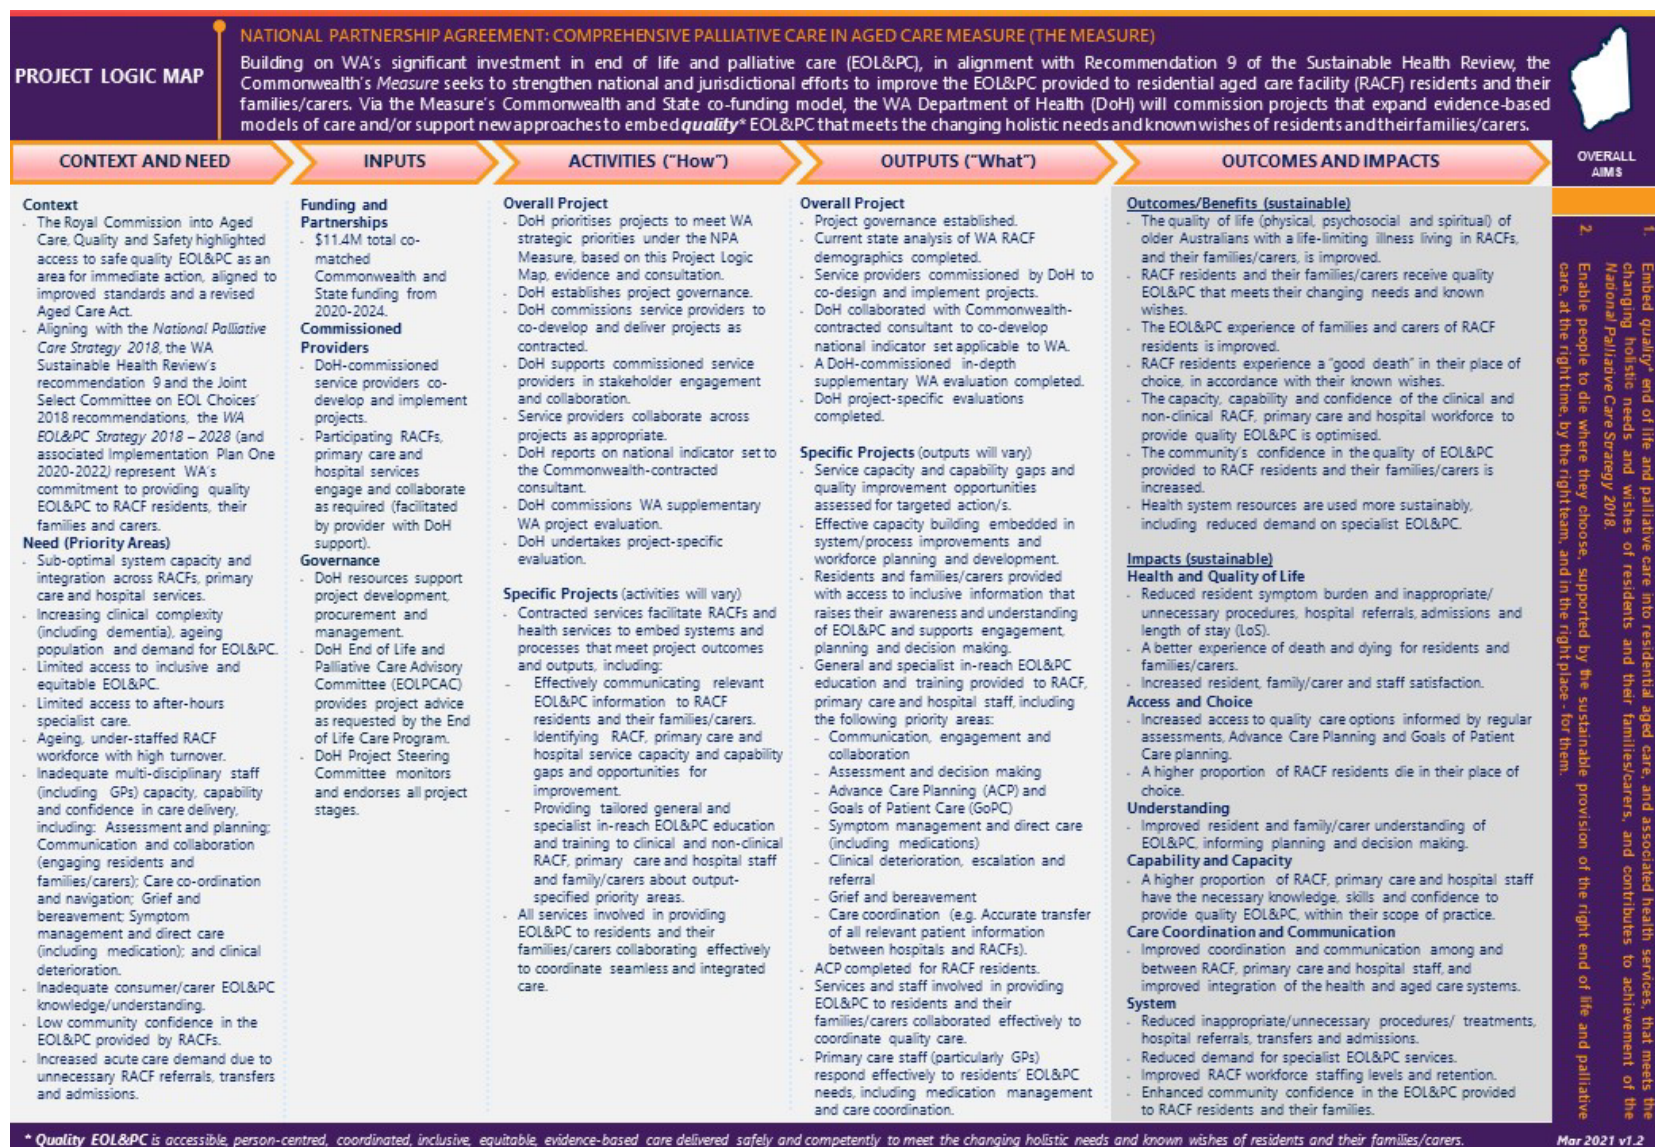 PROJECT LOGIC MAP
NATIONAL PARTNERSHIP AGREEMENT: COMPREHENSIVE PALLIATIVE CARE IN AGED CARE MEASURE (THE MEASURE)
Building on WA's significant investment in end of life and palliative care (EOL&PC), in alignment with Recommendation 9 of the Sustainable Health Review, the
Commonwealth's Measure seeks to strengthen national and jurisdictional efforts to improve the EOL&PC provided to residential aged care facility (RACF) residents and their
families/carers. Via the Measure's Commonwealth and State co-funding model, the WA Department of Health (DoH) will commission projects that expand evidence-based
models of care and/or support new approaches to embed quality* EOL&PC that meets the changing holistic needs and known wishes of residents and their families/carers.
CONTEXT AND NEED
Context
- The Royal Commission into Aged
Care, Quality and Safety highlighted
access to safe quality EOL&PC as an
area for immediate action, aligned to
improved standards and a revised
Aged Care Act.
- Aligning with the National Palliative
Care Strategy 2018, the WA
Sustainable Health Review's
recommendation 9 and the Joint
Select Committee on EOL Choices'
2018 recommendations, the WA
EOL&PC Strategy 2018 – 2028 (and
associated Implementation Plan One
2020-2022) represent WA's
commitment to providing quality
EOL&PC to RACF residents, their
families and carers.
Need (Priority Areas)
- Sub-optimal system capacity and
integration across RACFs, primary
care and hospital services.
- Increasing clinical complexity
(including dementia), ageing
population and demand for EOL&PC.
- Limited access to inclusive and
equitable EOL&PC.
- Limited access to after-hours
specialist care.
- Ageing, under-staffed RACF
workforce with high turnover.
- Inadequate multi-disciplinary staff
(including GPs) capacity, capability
and confidence in care delivery,
including: Assessment and planning;
Communication and collaboration
(engaging residents and
families/carers); Care co-ordination
and navigation; Grief and
bereavement; Symptom
management and direct care
(including medication); and clinical
deterioration.
- Inadequate consumer/carer EOL&PC
knowledge/understanding.
- Low community confidence in the
EOL&PC provided by RACFs.
- Increased acute care demand due to
unnecessary RACF referrals, transfers
and admissions.
INPUTS
Funding and
Partnerships
- $11.4M total co-
matched
Commonwealth and
State funding from
2020-2024.
Commissioned
Providers
- DoH-commissioned
service providers co-
develop and implement
projects.
- Participating RACFs,
primary care and
hospital services
engage and collaborate
as required (facilitated
by provider with DoH
support).
Governance
- DoH resources support
project development,
procurement and
management.
- DoH End of Life and
Palliative Care Advisory
Committee (EOLPCAC)
provides project advice
as requested by the End
of Life Care Program.
- DoH Project Steering
Committee monitors
and endorses all project
stages.
ACTIVITIES ("How")
Overall Project
- DoH prioritises projects to meet WA
strategic priorities under the NPA
Measure, based on this Project Logic
Map, evidence and consultation.
- DoH establishes project governance.
- DoH commissions service providers to
co-develop and deliver projects as
contracted.
- DoH supports commissioned service
providers in stakeholder engagement
and collaboration.
- Service providers collaborate across
projects as appropriate.
- DoH reports on national indicator set to
the Commonwealth-contracted
consultant.
- DoH commissions WA supplementary
WA project evaluation.
- DoH undertakes project-specific
evaluation.
Specific Projects (activities will vary)
- Contracted services facilitate RACFs and
health services to embed systems and
processes that meet project outcomes
and outputs, including:
– Effectively communicating relevant
EOL&PC information to RACF
residents and their families/carers.
– Identifying RACF, primary care and
hospital service capacity and capability
gaps and opportunities for
improvement.
– Providing tailored general and
specialist in-reach EOL&PC education
and training to clinical and non-clinical
RACF, primary care and hospital staff
and family/carers about output-
specified priority areas.
- All services involved in providing
EOL&PC to residents and their
families/carers collaborating effectively
to coordinate seamless and integrated
care.
OUTPUTS ("What")
Overall Project
- Project governance established.
- Current state analysis of WA RACF
demographics completed.
- Service providers commissioned by DoH to
co-design and implement projects.
- DoH collaborated with Commonwealth-
contracted consultant to co-develop
national indicator set applicable to WA.
- A DoH-commissioned in-depth
supplementary WA evaluation completed.
- DoH project-specific evaluations
completed.
Specific Projects (outputs will vary)
- Service capacity and capability gaps and
quality improvement opportunities
assessed for targeted action/s.
- Effective capacity building embedded in
system/process improvements and
workforce planning and development.
- Residents and families/carers provided
with access to inclusive information that
raises their awareness and understanding
of EOL&PC and supports engagement,
planning and decision making.
- General and specialist in-reach EOL&PC
education and training provided to RACF,
primary care and hospital staff, including
the following priority areas:
– Communication, engagement and
collaboration
– Assessment and decision making
– Advance Care Planning (ACP) and
– Goals of Patient Care (GoPC)
– Symptom management and direct care
(including medications)
– Clinical deterioration, escalation and
referral
– Grief and bereavement
– Care coordination (e.g. Accurate transfer
of all relevant patient information
between hospitals and RACFs).
- ACP completed for RACF residents.
- Services and staff involved in providing
EOL&PC to residents and their
families/carers collaborated effectively to
coordinate quality care.
- Primary care staff (particularly GPs)
respond effectively to residents' EOL&PC
needs, including medication management
and care coordination.
OUTCOMES AND IMPACTS
Outcomes/Benefits (sustainable)
- The quality of life (physical, psychosocial and spiritual) of
older Australians with a life-limiting illness living in RACFs,
and their families/carers, is improved.
- RACF residents and their families/carers receive quality
EOL&PC that meets their changing needs and known
wishes.
- The EOL&PC experience of families and carers of RACF
residents is improved.
- RACF residents experience a "good death" in their place of
choice, in accordance with their known wishes.
- The capacity, capability and confidence of the clinical and
non-clinical RACF, primary care and hospital workforce to
provide quality EOL&PC is optimised.
- The community's confidence in the quality of EOL&PC
provided to RACF residents and their families/carers is
increased.
- Health system resources are used more sustainably,
including reduced demand on specialist EOL&PC.
Impacts (sustainable)
Health and Quality of Life
- Reduced resident symptom burden and inappropriate/
unnecessary procedures, hospital referrals, admissions and
length of stay (LoS).
- A better experience of death and dying for residents and
families/carers.
- Increased resident, family/carer and staff satisfaction.
Access and Choice
- Increased access to quality care options informed by regular
assessments, Advance Care Planning and Goals of Patient
Care planning.
- A higher proportion of RACF residents die in their place of
choice.
Understanding
- Improved resident and family/carer understanding of
EOL&PC, informing planning and decision making.
Capability and Capacity
- A higher proportion of RACF, primary care and hospital staff
have the necessary knowledge, skills and confidence to
provide quality EOL&PC, within their scope of practice.
Care Coordination and Communication
- Improved coordination and communication among and
between RACF, primary care and hospital staff, and
improved integration of the health and aged care systems.
System
- Reduced inappropriate/unnecessary procedures/ treatments,
hospital referrals, transfers and admissions.
- Reduced demand for specialist EOL&PC services.
- Improved RACF workforce staffing levels and retention.
- Enhanced community confidence in the EOL&PC provided
to RACF residents and their families.
OVERALL
AIMS
1. Embed quality* end of life and palliative care into residential aged care, and associated health services, that meets the
changing holistic needs and wishes of residents and their families/carers, and contributes to achievement of the
National Palliative Care Strategy 2018.
2. Enable people to die where they choose, supported by the sustainable provision of the right end of life and palliative
care, at the right time, by the right team, and in the right place - for them.
* Quality EOL&PC is accessible, person-centred, coordinated, inclusive, equitable, evidence-based care delivered safely and competently to meet the changing holistic needs and known wishes of residents and their families/carers.
Mar 2021 v1.2